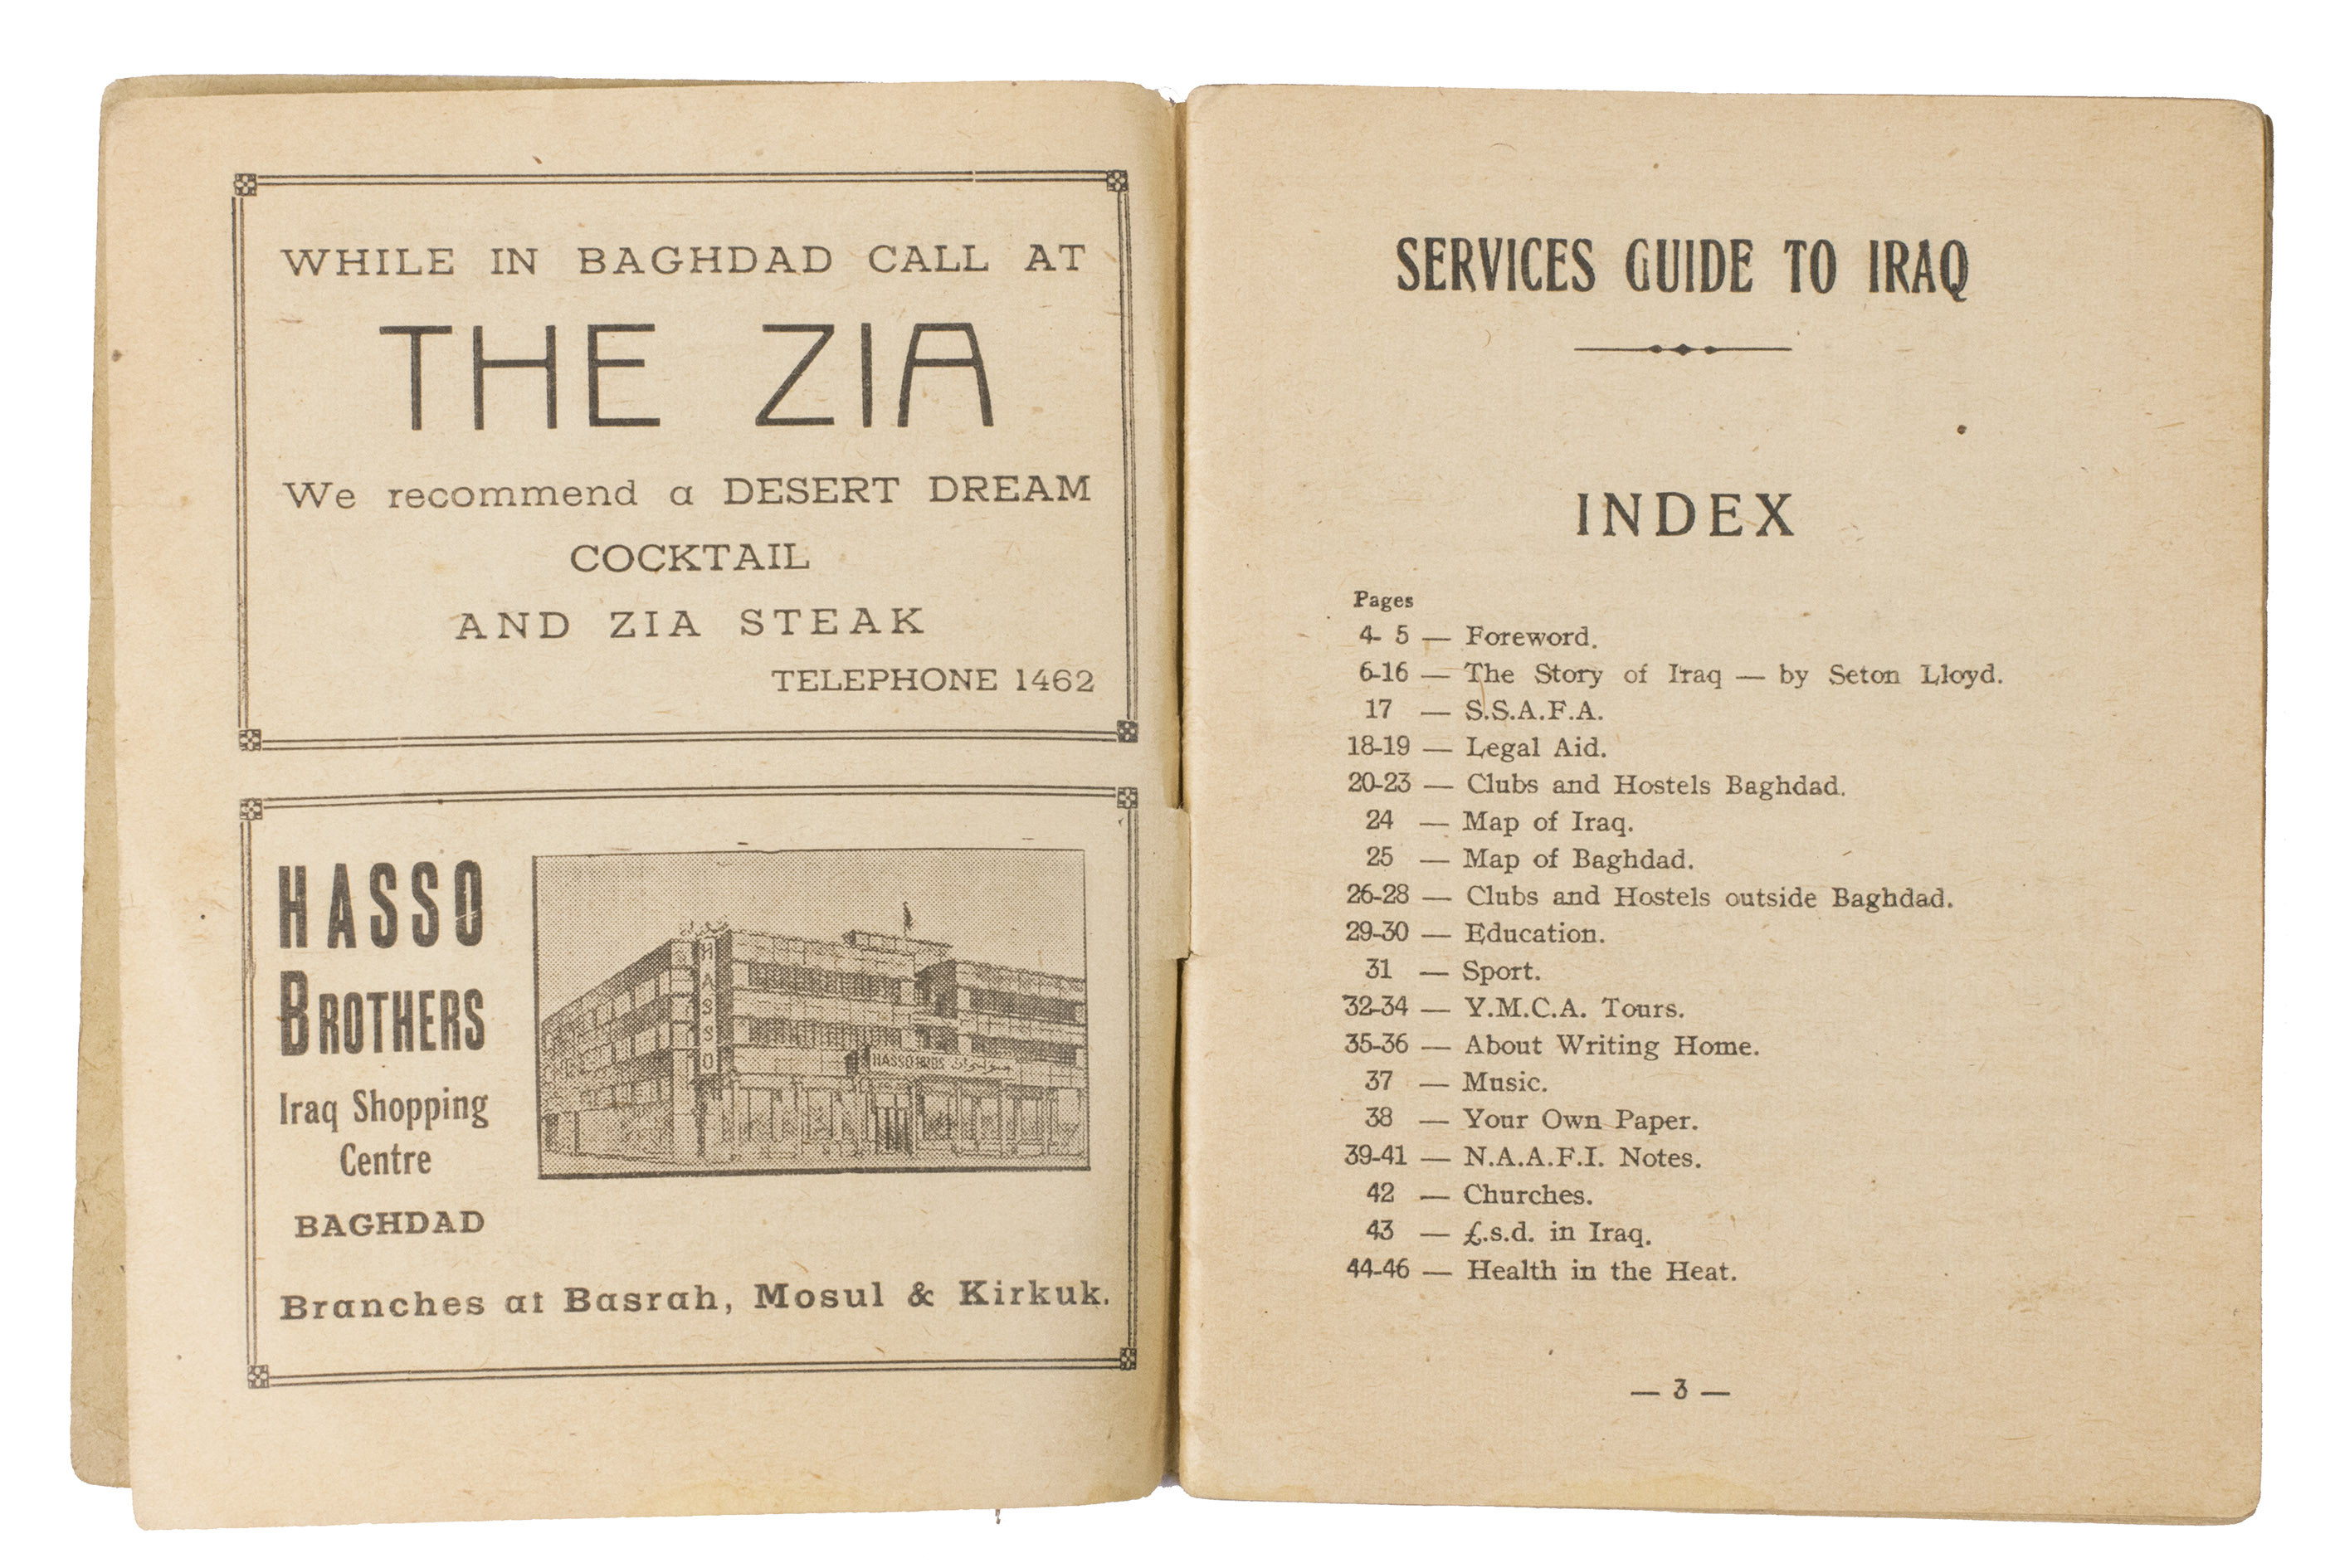 WHILE IN BAGHDAD CALL AT
THE ZIA
We recommend a DESERT DREAM
COCKTAIL
AND ZIA STEAK
TELEPHONE 1462
HASSO
BROTHERS
Iraq Shopping
Centre
BAGHDAD
HASSO
HASSO BROS
Branches at Basrah, Mosul & Kirkuk.
SERVICES GUIDE TO IRAQ
INDEX
Pages
4- 5 — Foreword.
6-16 — The Story of Iraq — by Seton Lloyd.
17 — S.S.A.F.A.
18-19 — Legal Aid.
20-23 — Clubs and Hostels Baghdad.
24 — Map of Iraq.
25 — Map of Baghdad.
26-28 — Clubs and Hostels outside Baghdad.
29-30 — Education.
31 — Sport.
32-34 — Y.M.C.A. Tours.
35-36 — About Writing Home.
37 — Music.
38 — Your Own Paper.
39-41 — N.A.A.F.I. Notes.
42 — Churches.
43 — £.s.d. in Iraq.
44-46 — Health in the Heat.
— 3 —